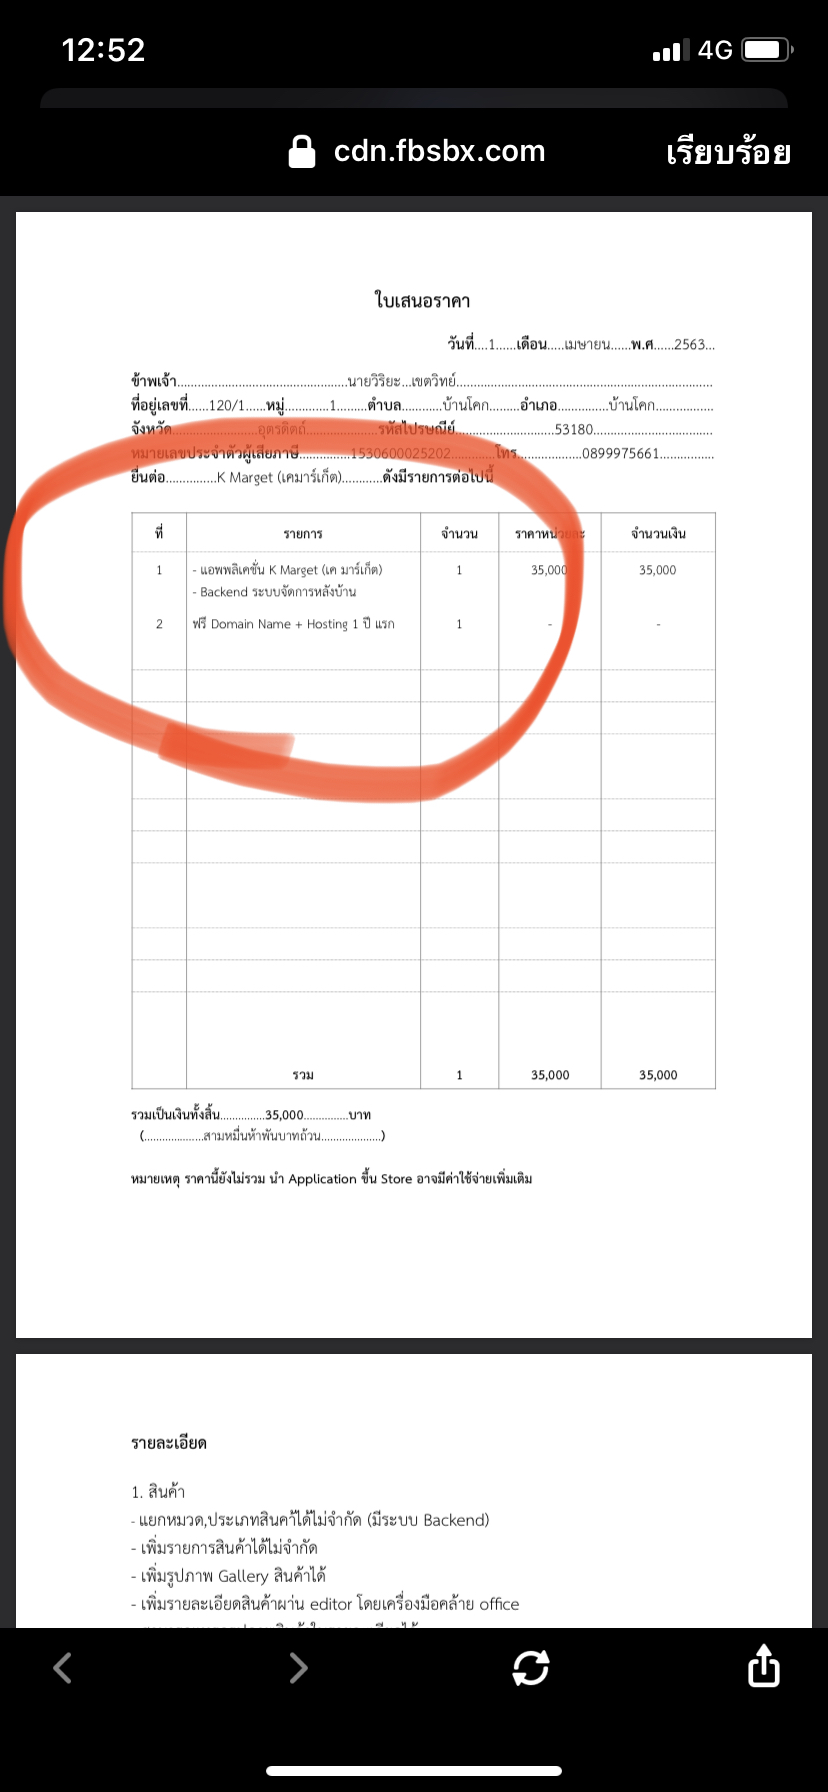 12:52
4G
cdn.fbsbx.com
เรียบร้อย
ใบเสนอราคา
วันที่....1......เดือน.....เมษายน......พ.ศ......2563...
ข้าพเจ้า.................................................นายวิริยะ...เขตวิทย์..........................................................................
ที่อยู่เลขที่......120/1.....หมู่.............1.........ตำบล............บ้านโคก.........อำเภอ...............บ้านโคก.................
จังหวัด.........................อุตรดิตถ์.....................รหัสไปรษณีย์.............................53180...................................
หมายเลขประจำตัวผู้เสียภาษี...............1530600025202.............โทร...................0899975661................
ยื่นต่อ...............K Marget (เคมาร์เก็ต)............ดังมีรายการต่อไปนี้
ที่ รายการ จำนวน ราคาหน่วยละ จำนวนเงิน
1 - แอพพลิเคชั่น K Marget (เค มาร์เก็ต) 1 35,000 35,000
- Backend ระบบจัดการหลังบ้าน
2 ฟรี Domain Name + Hosting 1 ปี แรก 1 - -
รวม 1 35,000 35,000
รวมเป็นเงินทั้งสิ้น...............35,000...............บาท
(....................สามหมื่นห้าพันบาทถ้วน....................)
หมายเหตุ ราคานี้ยังไม่รวม นำ Application ขึ้น Store อาจมีค่าใช้จ่ายเพิ่มเติม
รายละเอียด
1. สินค้า
- แยกหมวด,ประเภทสินค้าได้ไม่จำกัด (มีระบบ Backend)
- เพิ่มรายการสินค้าได้ไม่จำกัด
- เพิ่มรูปภาพ Gallery สินค้าได้
- เพิ่มรายละเอียดสินค้าผ่าน editor โดยเครื่องมือคล้าย office